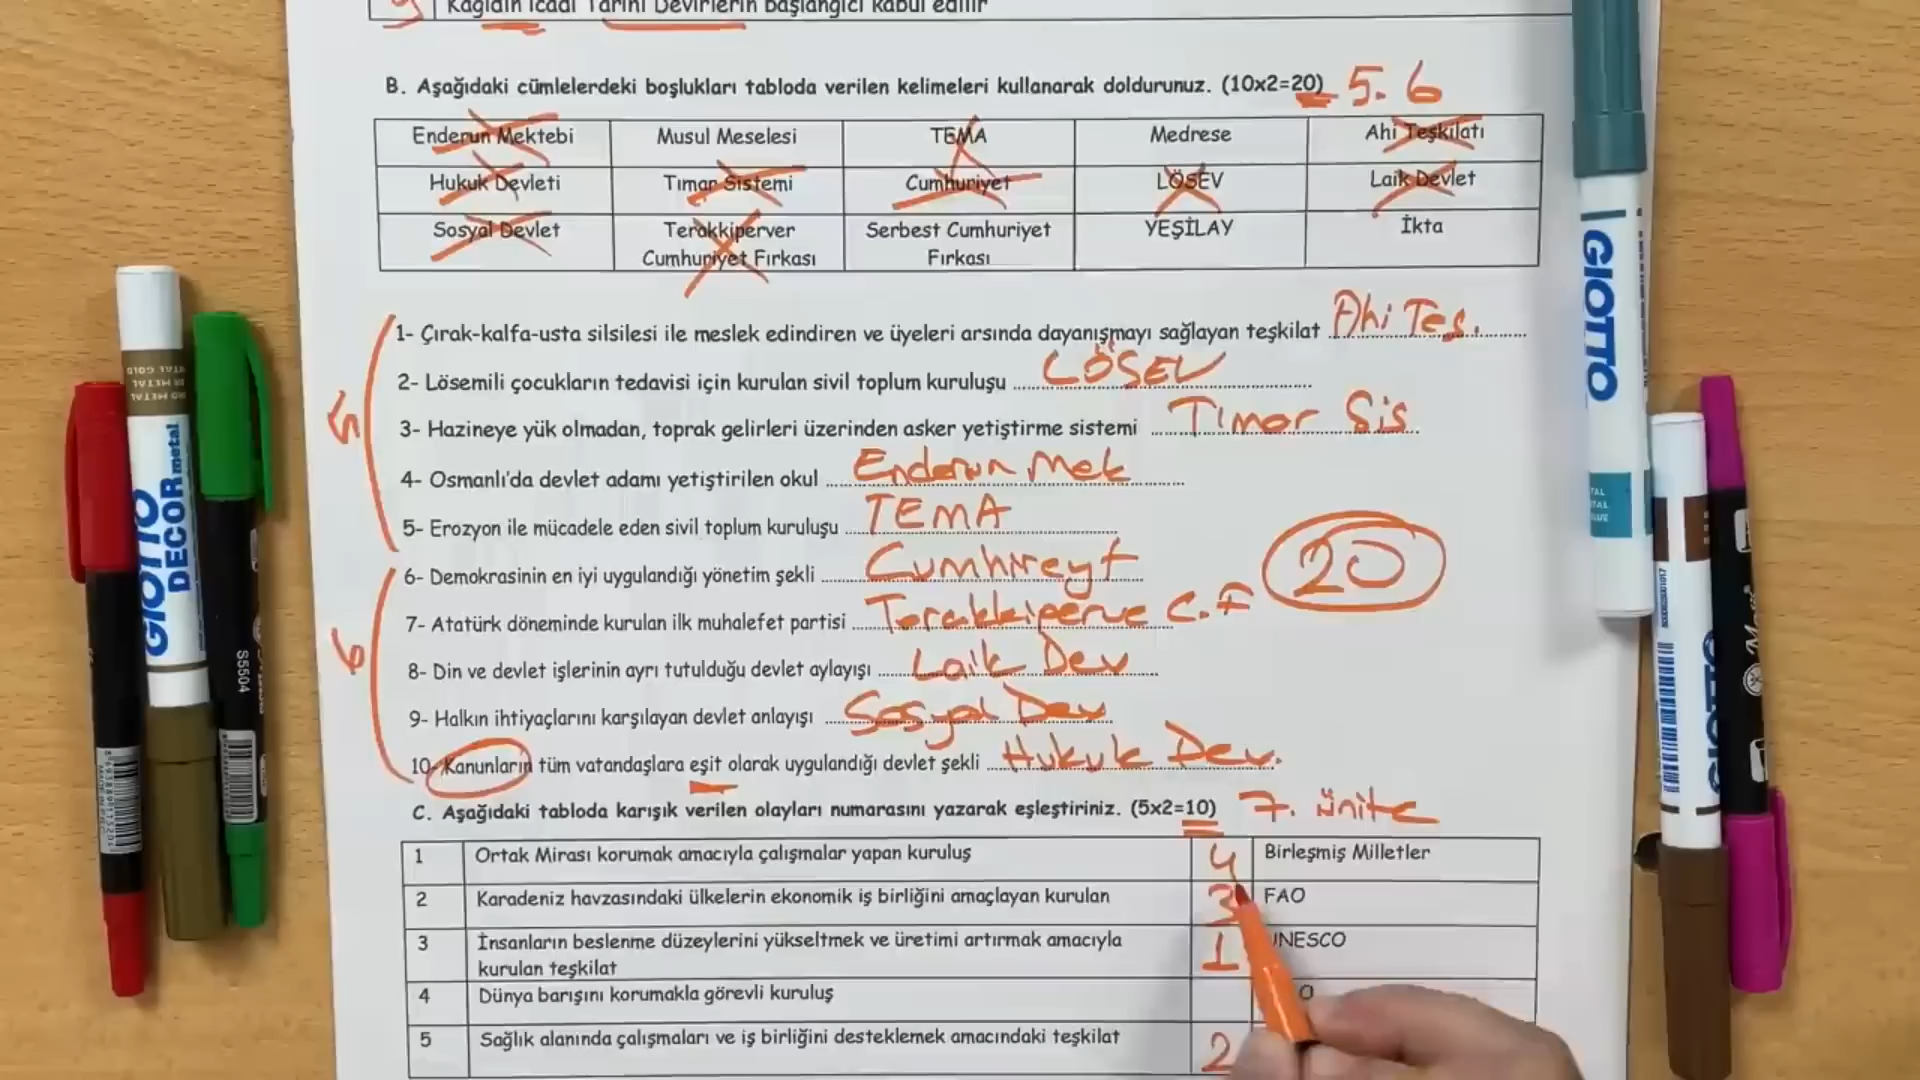 Kağıdın icadı Tarihi Devirlerin başlangıcı kabul edilir
B. Aşağıdaki cümlelerdeki boşlukları tabloda verilen kelimeleri kullanarak doldurunuz. (10x2=20) 5. 6
Enderun Mektebi Musul Meselesi TEMA Medrese Ahi Teşkilatı
Hukuk Devleti Tımar Sistemi Cumhuriyet LÖSEV Laik Devlet
Sosyal Devlet Terakkiperver Cumhuriyet Fırkası Serbest Cumhuriyet Fırkası YEŞİLAY İkta
1- Çırak-kalfa-usta silsilesi ile meslek edindiren ve üyeleri arsında dayanışmayı sağlayan teşkilat Ahi Teş.
2- Lösemili çocukların tedavisi için kurulan sivil toplum kuruluşu LÖSEV
3- Hazineye yük olmadan, toprak gelirleri üzerinden asker yetiştirme sistemi Tımar Sis
4- Osmanlı'da devlet adamı yetiştirilen okul Enderun Mek
5- Erozyon ile mücadele eden sivil toplum kuruluşu TEMA
6- Demokrasinin en iyi uygulandığı yönetim şekli Cumhireyt
20
7- Atatürk döneminde kurulan ilk muhalefet partisi Terakkiperve C.F
8- Din ve devlet işlerinin ayrı tutulduğu devlet aylayışı Laik Dev
9- Halkın ihtiyaçlarını karşılayan devlet anlayışı Sosyal Dev
10- Kanunların tüm vatandaşlara eşit olarak uygulandığı devlet şekli Hukuk Dev.
5
6
C. Aşağıdaki tabloda karışık verilen olayları numarasını yazarak eşleştiriniz. (5x2=10) 7. ünite
1 Ortak Mirası korumak amacıyla çalışmalar yapan kuruluş 4 Birleşmiş Milletler
2 Karadeniz havzasındaki ülkelerin ekonomik iş birliğini amaçlayan kurulan 3 FAO
3 İnsanların beslenme düzeylerini yükseltmek ve üretimi artırmak amacıyla kurulan teşkilat 1 UNESCO
4 Dünya barışını korumakla görevli kuruluş
5 Sağlık alanında çalışmaları ve iş birliğini desteklemek amacındaki teşkilat 2
GIOTTO
DECOR metal
S5504
GIOTTO
GIOTTO